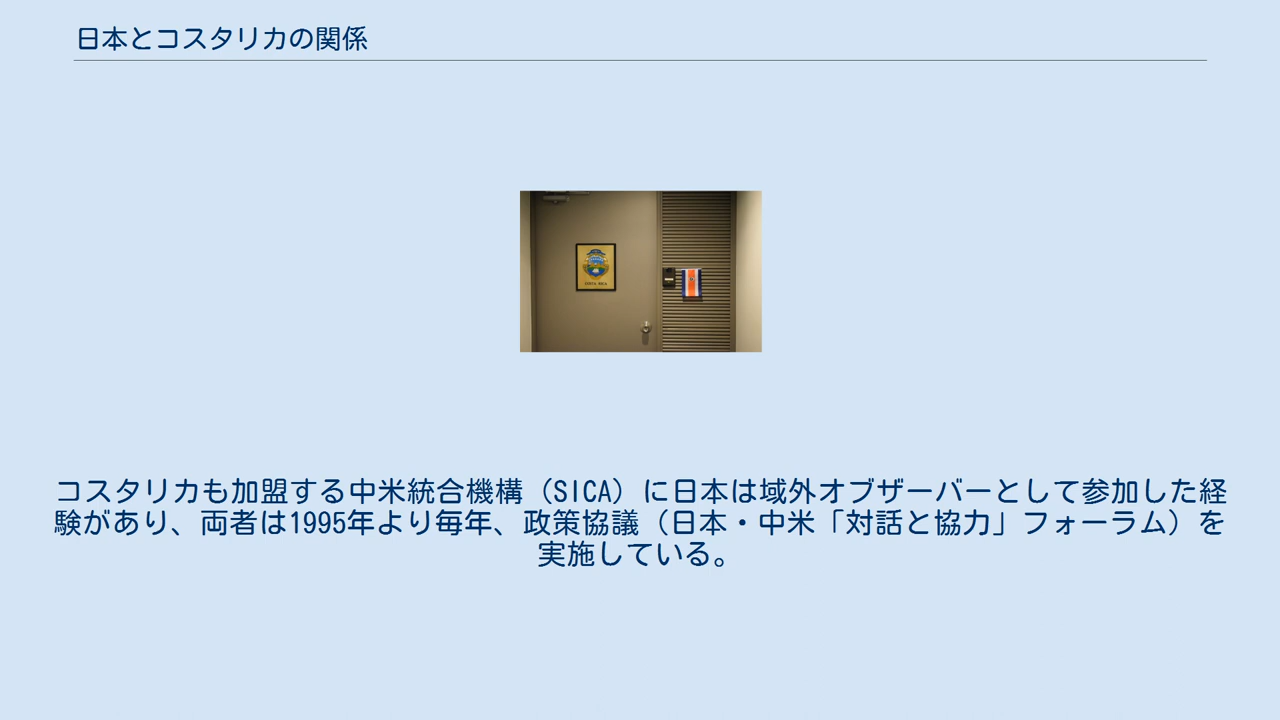 日本とコスタリカの関係
COSTA RICA
コスタリカも加盟する中米統合機構（SICA）に日本は域外オブザーバーとして参加した経
験があり、両者は1995年より毎年、政策協議（日本・中米「対話と協力」フォーラム）を
実施している。